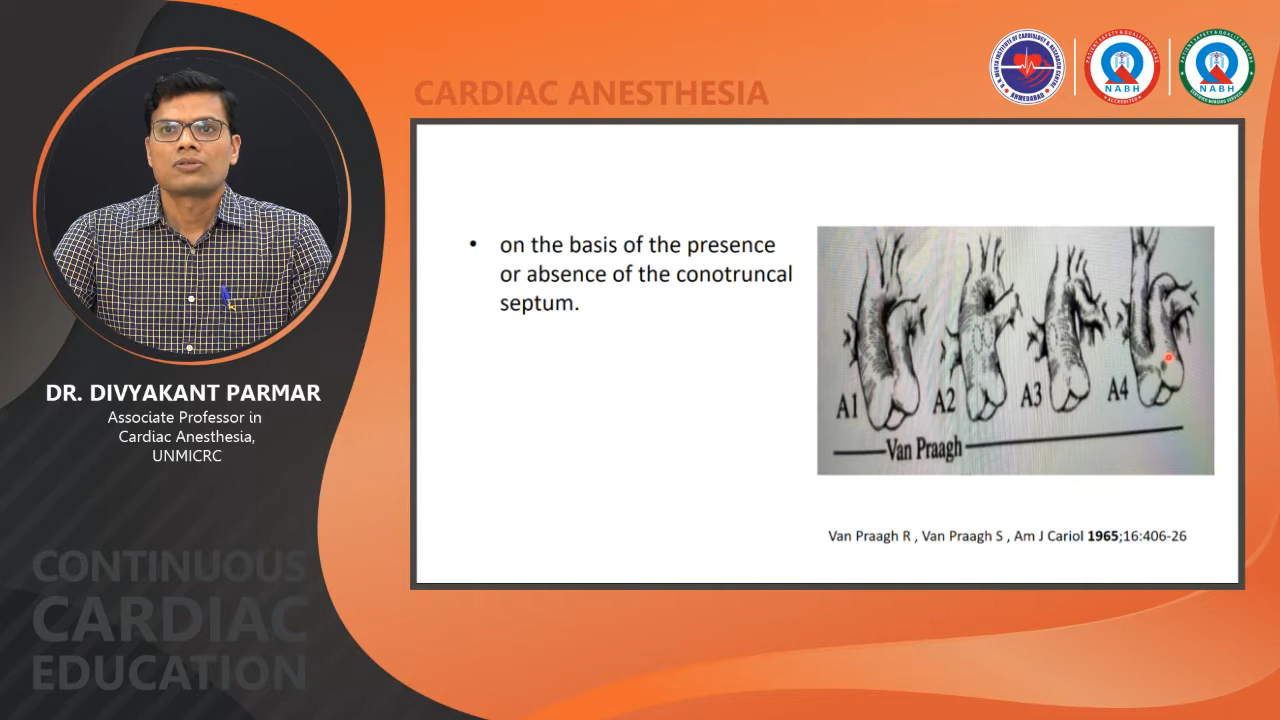 CARDIAC ANESTHESIA
NABH
ACCREDITED
NABH
• on the basis of the presence
or absence of the conotruncal
septum.
A1
A2
A3
A4
Van Praagh
Van Praagh R , Van Praagh S , Am J Cariol 1965;16:406-26
DR. DIVYAKANT PARMAR
Associate Professor in
Cardiac Anesthesia,
UNMICRC
CONTINUOUS
CARDIAC
EDUCATION